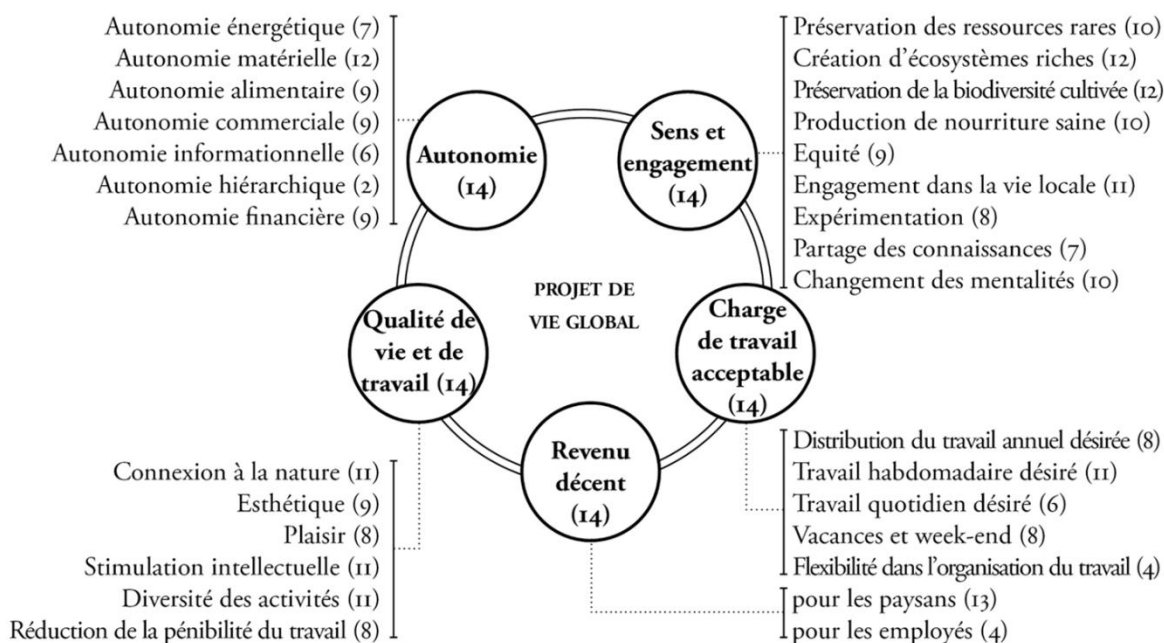 Autonomie énergétique (7)
Autonomie matérielle (12)
Autonomie alimentaire (9)
Autonomie commerciale (9)
Autonomie informationnelle (6)
Autonomie hiérarchique (2)
Autonomie financière (9)
Autonomie
(14)
Sens et
engagement
(14)
Préservation des ressources rares (10)
Création d'écosystèmes riches (12)
Préservation de la biodiversité cultivée (12)
Production de nourriture saine (10)
Equité (9)
Engagement dans la vie locale (11)
Expérimentation (8)
Partage des connaissances (7)
Changement des mentalités (10)
PROJET DE
VIE GLOBAL
Qualité de
vie et de
travail (14)
Charge
de travail
acceptable
(14)
Revenu
décent
(14)
Connexion à la nature (11)
Esthétique (9)
Plaisir (8)
Stimulation intellectuelle (11)
Diversité des activités (11)
Réduction de la pénibilité du travail (8)
Distribution du travail annuel désirée (8)
Travail habdomadaire désiré (11)
Travail quotidien désiré (6)
Vacances et week-end (8)
Flexibilité dans l'organisation du travail (4)
pour les paysans (13)
pour les employés (4)